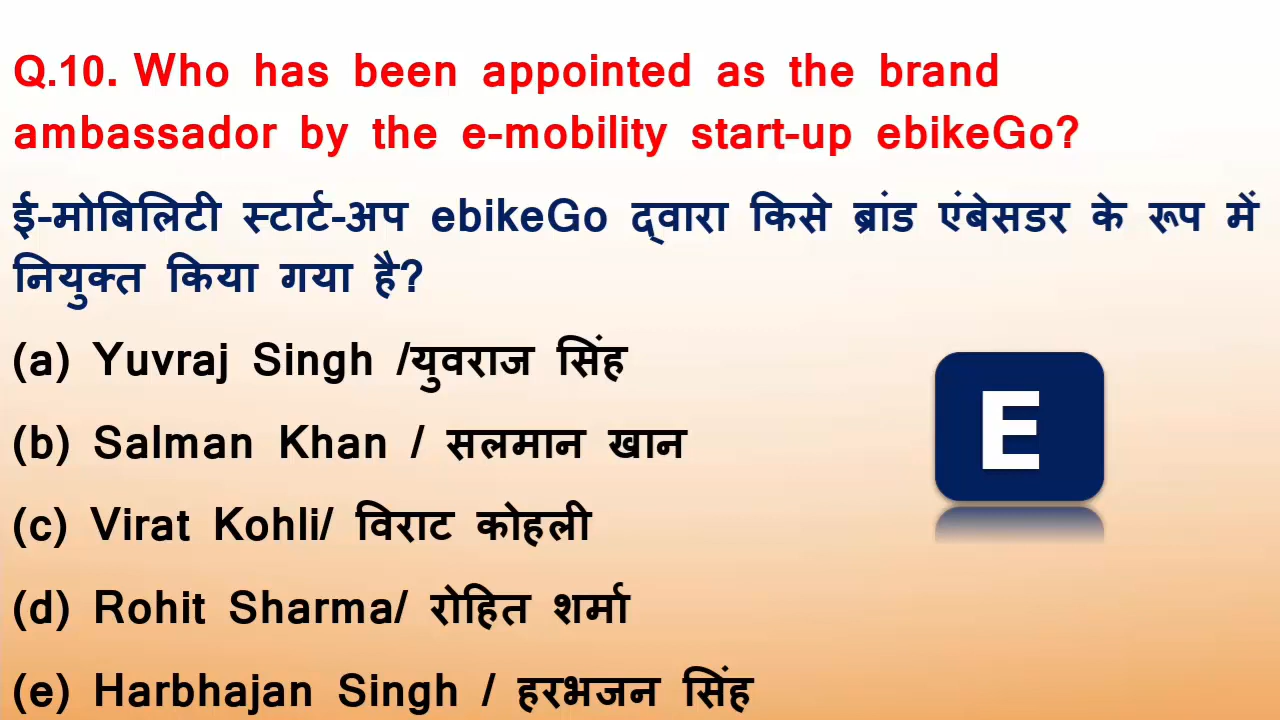 Q.10. Who has been appointed as the brand
ambassador by the e-mobility start-up ebikeGo?
ई-मोबिलिटी स्टार्ट-अप ebikeGo द्वारा किसे ब्रांड एंबेसडर के रूप में
नियुक्त किया गया है?
(a) Yuvraj Singh /युवराज सिंह
(b) Salman Khan / सलमान खान
E
(c) Virat Kohli/ विराट कोहली
(d) Rohit Sharma/ रोहित शर्मा
(e) Harbhajan Singh / हरभजन सिंह